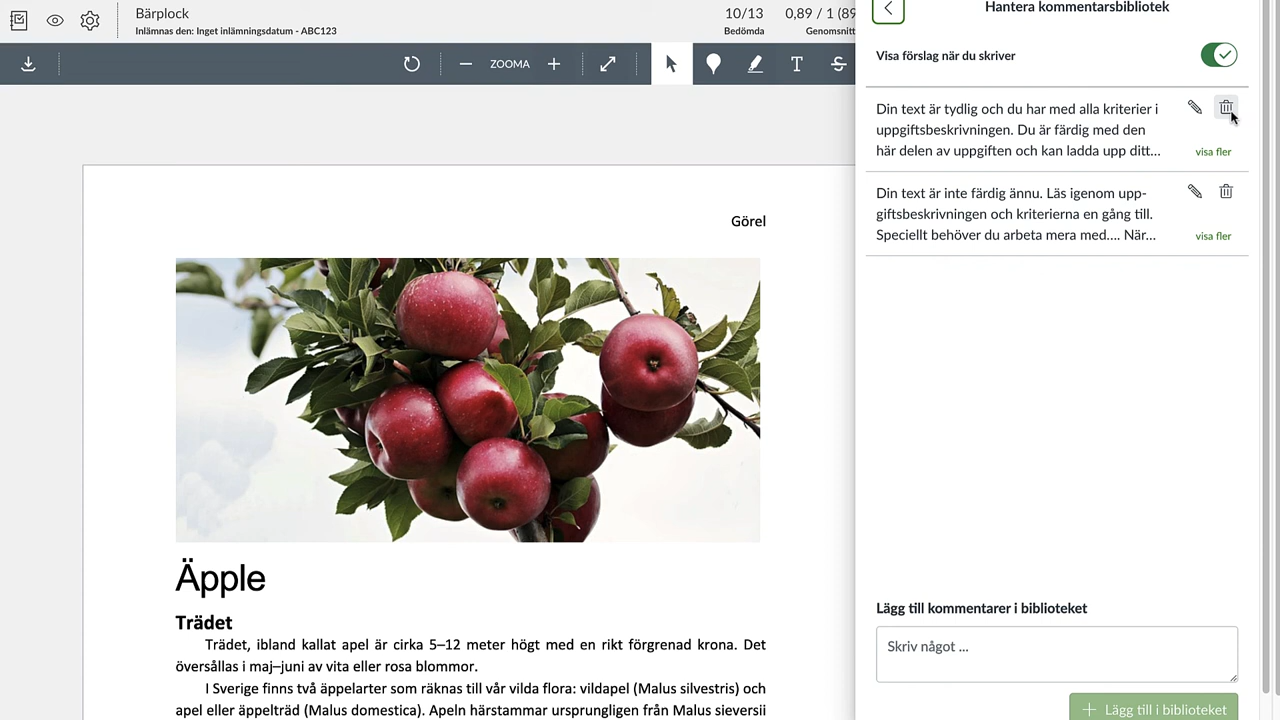 Bärplock
Inlämnas den: Inget inlämningsdatum - ABC123
10/13
Bedömda
0,89 / 1 (89
Genomsnitt
ZOOMA
Görel
Äpple
Trädet
Trädet, ibland kallat apel är cirka 5–12 meter högt med en rikt förgrenad krona. Det
översållas i maj–juni av vita eller rosa blommor.
I Sverige finns två äppelarter som räknas till vår vilda flora: vildapel (Malus silvestris) och
apel eller äppelträd (Malus domestica). Apeln härstammar ursprungligen från Malus sieversii
Hantera kommentarsbibliotek
Visa förslag när du skriver
Din text är tydlig och du har med alla kriterier i
uppgiftsbeskrivningen. Du är färdig med den
här delen av uppgiften och kan ladda upp ditt...
visa fler
Din text är inte färdig ännu. Läs igenom upp-
giftsbeskrivningen och kriterierna en gång till.
Speciellt behöver du arbeta mera med.... När...
visa fler
Lägg till kommentarer i biblioteket
Skriv något ...
Lägg till i biblioteket